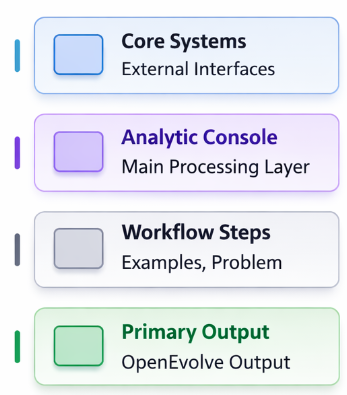 Core Systems
External Interfaces
Analytic Console
Main Processing Layer
Workflow Steps
Examples, Problem
Primary Output
OpenEvolve Output